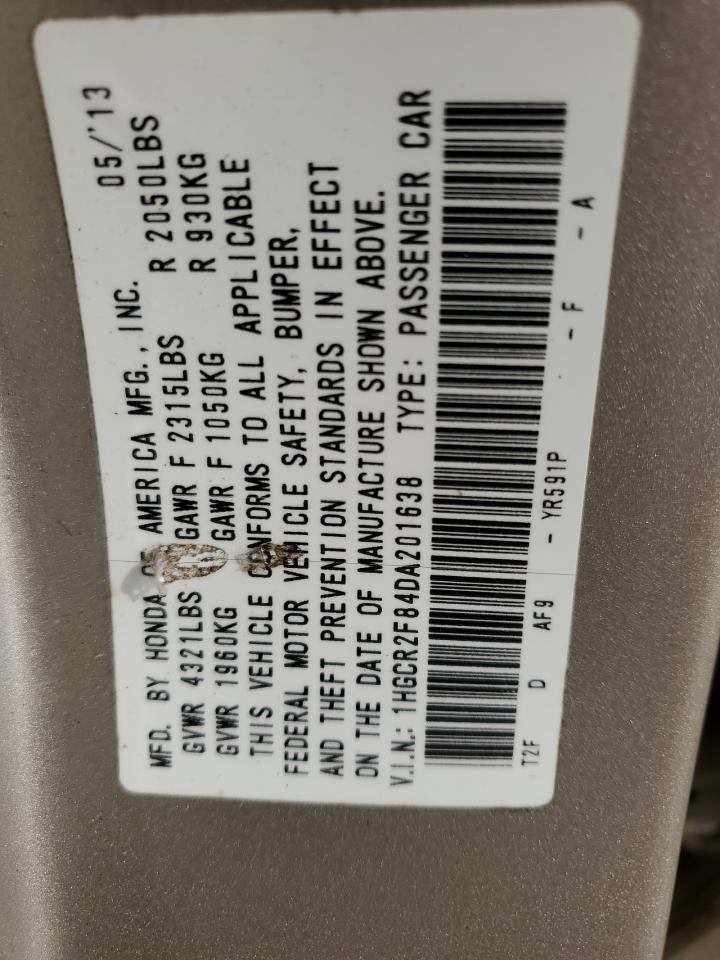 MFD. BY HONDA OF AMERICA MFG., INC. 05/'13
GVWR 4321LBS GAWR F 2315LBS R 2050LBS
GVWR 1960KG GAWR F 1050KG R 930KG
THIS VEHICLE CONFORMS TO ALL APPLICABLE
FEDERAL MOTOR VEHICLE SAFETY, BUMPER,
AND THEFT PREVENTION STANDARDS IN EFFECT
ON THE DATE OF MANUFACTURE SHOWN ABOVE.
V.I.N.: 1HGCR2F84DA201638 TYPE: PASSENGER CAR
T2F D AF9 - YR591P - F - A